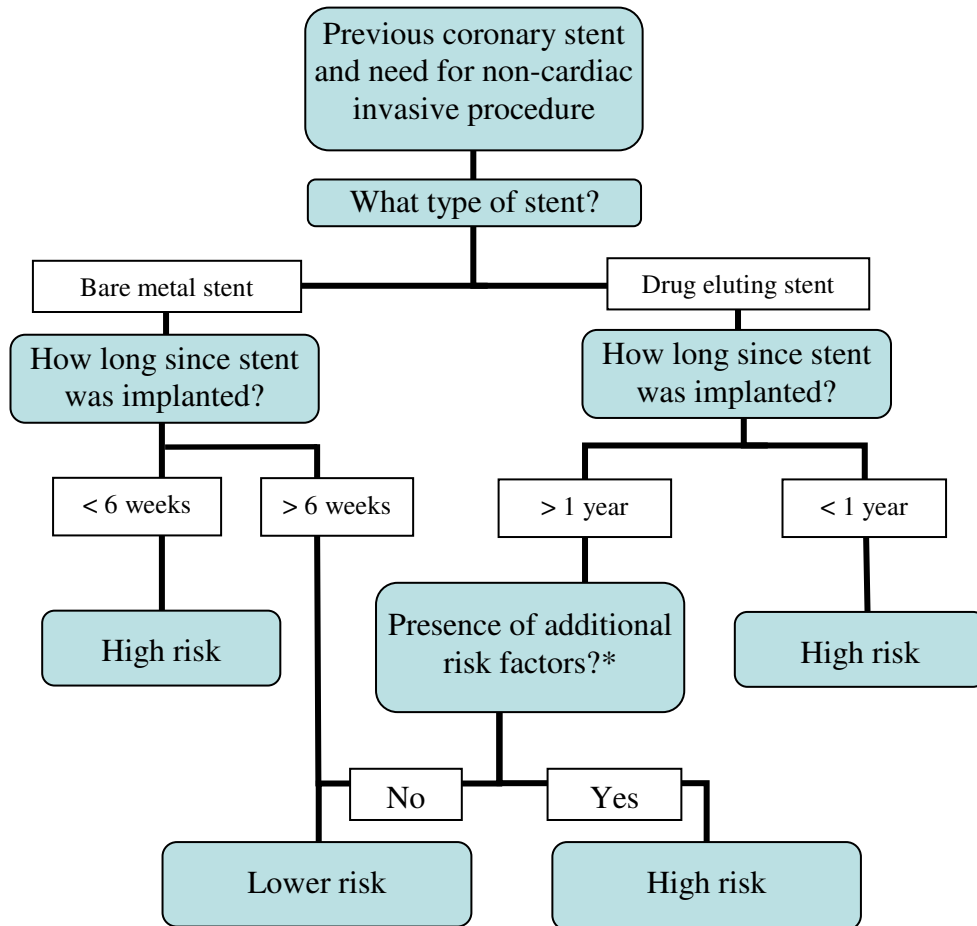 Previous coronary stent
and need for non-cardiac
invasive procedure
What type of stent?
Bare metal stent
Drug eluting stent
How long since stent
was implanted?
How long since stent
was implanted?
< 6 weeks
> 6 weeks
> 1 year
< 1 year
High risk
Presence of additional
risk factors?*
High risk
No
Yes
Lower risk
High risk